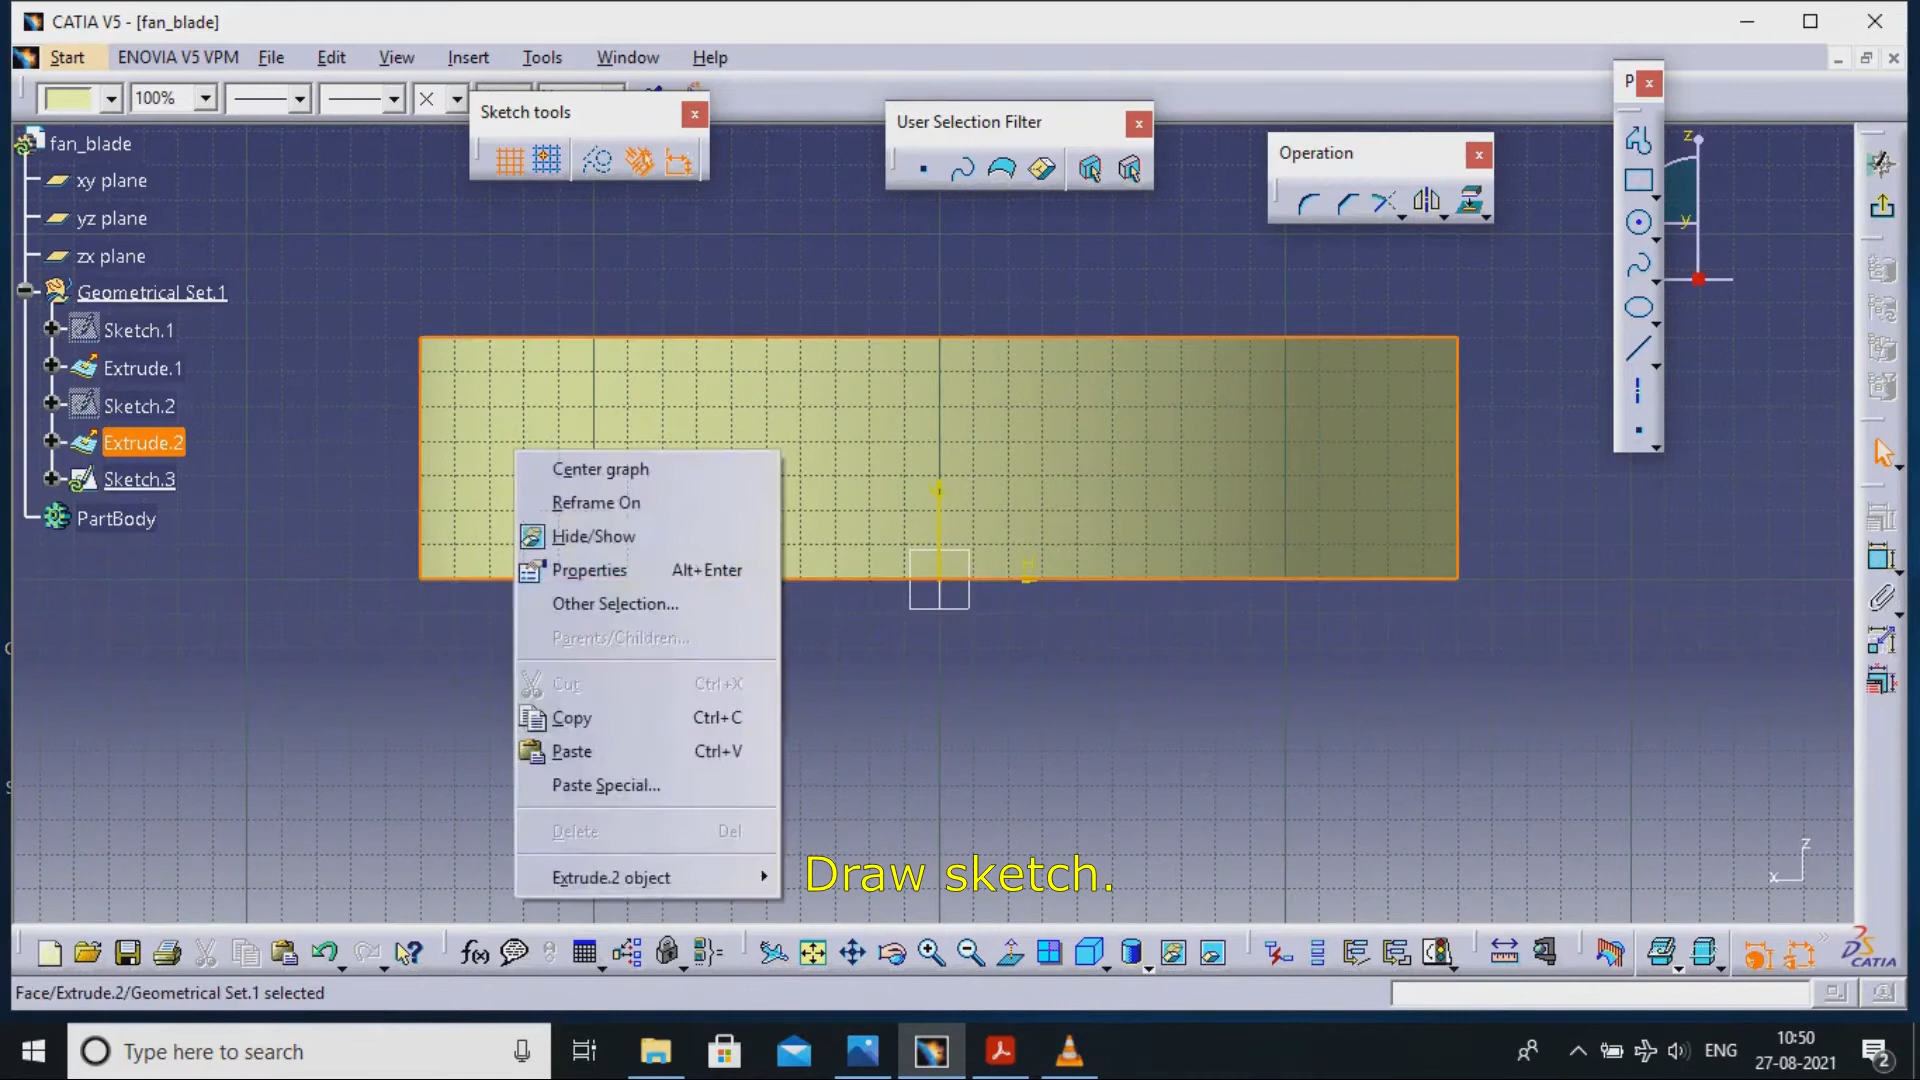 CATIA V5 - [fan_blade]
Start ENOVIA V5 VPM File Edit View Insert Tools Window Help
100%
Sketch tools
User Selection Filter
Operation
P
fan_blade
xy plane
yz plane
zx plane
Geometrical Set.1
Sketch.1
Extrude.1
Sketch.2
Extrude.2
Sketch.3
PartBody
z
y
Center graph
Reframe On
Hide/Show
Properties Alt+Enter
Other Selection...
Parents/Children...
Cut Ctrl+X
Copy Ctrl+C
Paste Ctrl+V
Paste Special...
Delete Del
Extrude.2 object
V
H
Draw sketch.
z
x
f(x)
CATIA
Face/Extrude.2/Geometrical Set.1 selected
Type here to search
ENG
10:50
27-08-2021
2